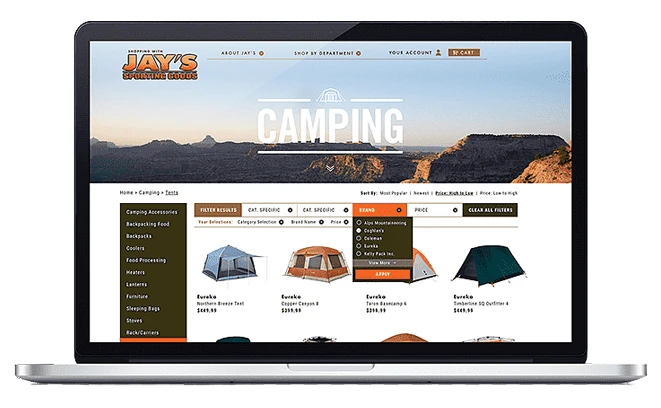 SHOPPING WITH
JAY'S
SPORTING GOODS
ABOUT JAY'S
SHOP BY DEPARTMENT
YOUR ACCOUNT
CART
CAMPING
Home > Camping > Tents
Sort By: Most Popular | Newest | Price: High to Low | Price: Low to High
FILTER RESULTS
CAT. SPECIFIC
CAT. SPECIFIC
BRAND
PRICE
CLEAR ALL FILTERS
Your Selections: Category Selection Brand Name Price
Alps Mountaineering
Coghlan's
Coleman
Eureka
Kelty Pack Inc.
View More
APPLY
Camping Accessories
Backpacking Food
Backpacks
Coolers
Food Processing
Heaters
Lanterns
Furniture
Sleeping Bags
Stoves
Rack/Carriers
Eureka
Northern Breeze Tent
$449.99
Eureka
Copper Canyon 8
$399.99
Eureka
Taron Basecamp 6
$399.99
Eureka
Timberline SQ Outfitter 4
$449.99